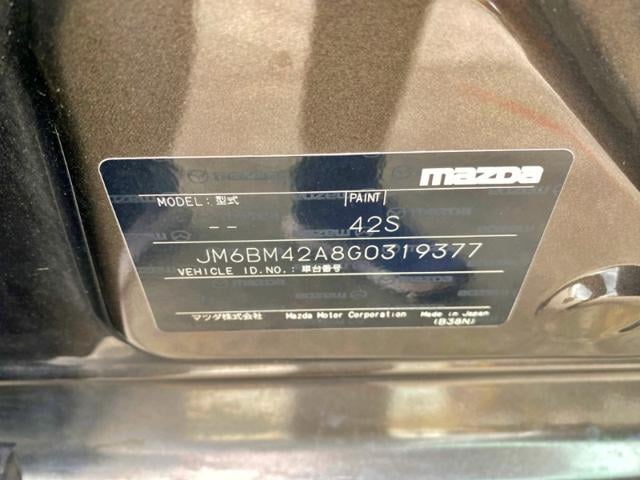 mazda
MODEL: 型式 PAINT
-- 42S
JM6BM42A8G0319377
VEHICLE ID.NO.: 車台番号
マツダ株式会社 Mazda Motor Corporation Made in Japan
(B38N)